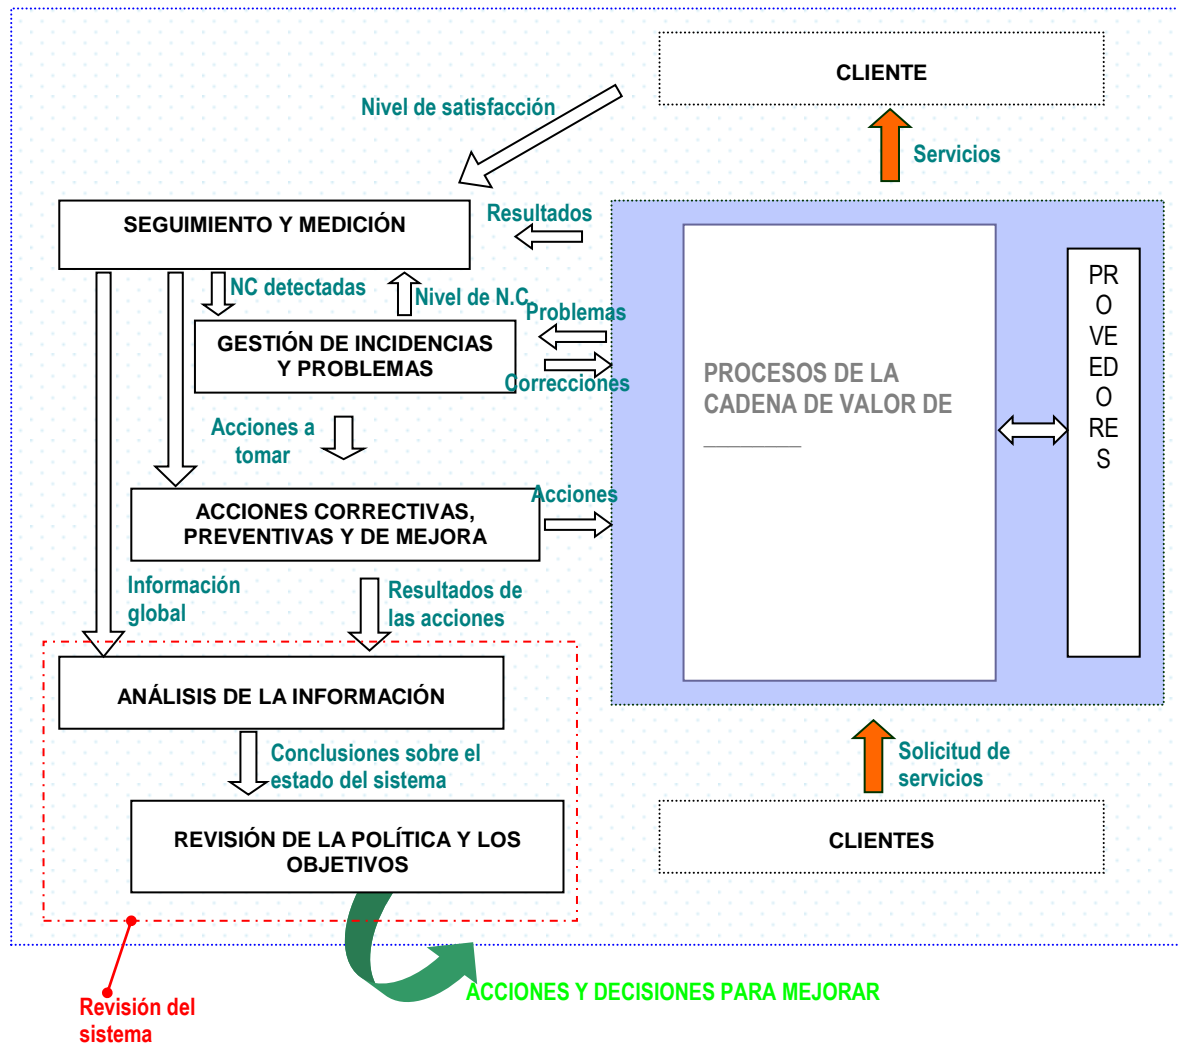 CLIENTE
Nivel de satisfacción
Servicios
SEGUIMIENTO Y MEDICIÓN
Resultados
NC detectadas
Nivel de N.C.
Problemas
GESTIÓN DE INCIDENCIAS
Y PROBLEMAS
Correcciones
PROCESOS DE LA
CADENA DE VALOR DE
________
PR
O
VE
ED
O
RE
S
Acciones a
tomar
Acciones
ACCIONES CORRECTIVAS,
PREVENTIVAS Y DE MEJORA
Información
global
Resultados de
las acciones
ANÁLISIS DE LA INFORMACIÓN
Conclusiones sobre el
estado del sistema
Solicitud de
servicios
REVISIÓN DE LA POLÍTICA Y LOS
OBJETIVOS
CLIENTES
ACCIONES Y DECISIONES PARA MEJORAR
Revisión del
sistema